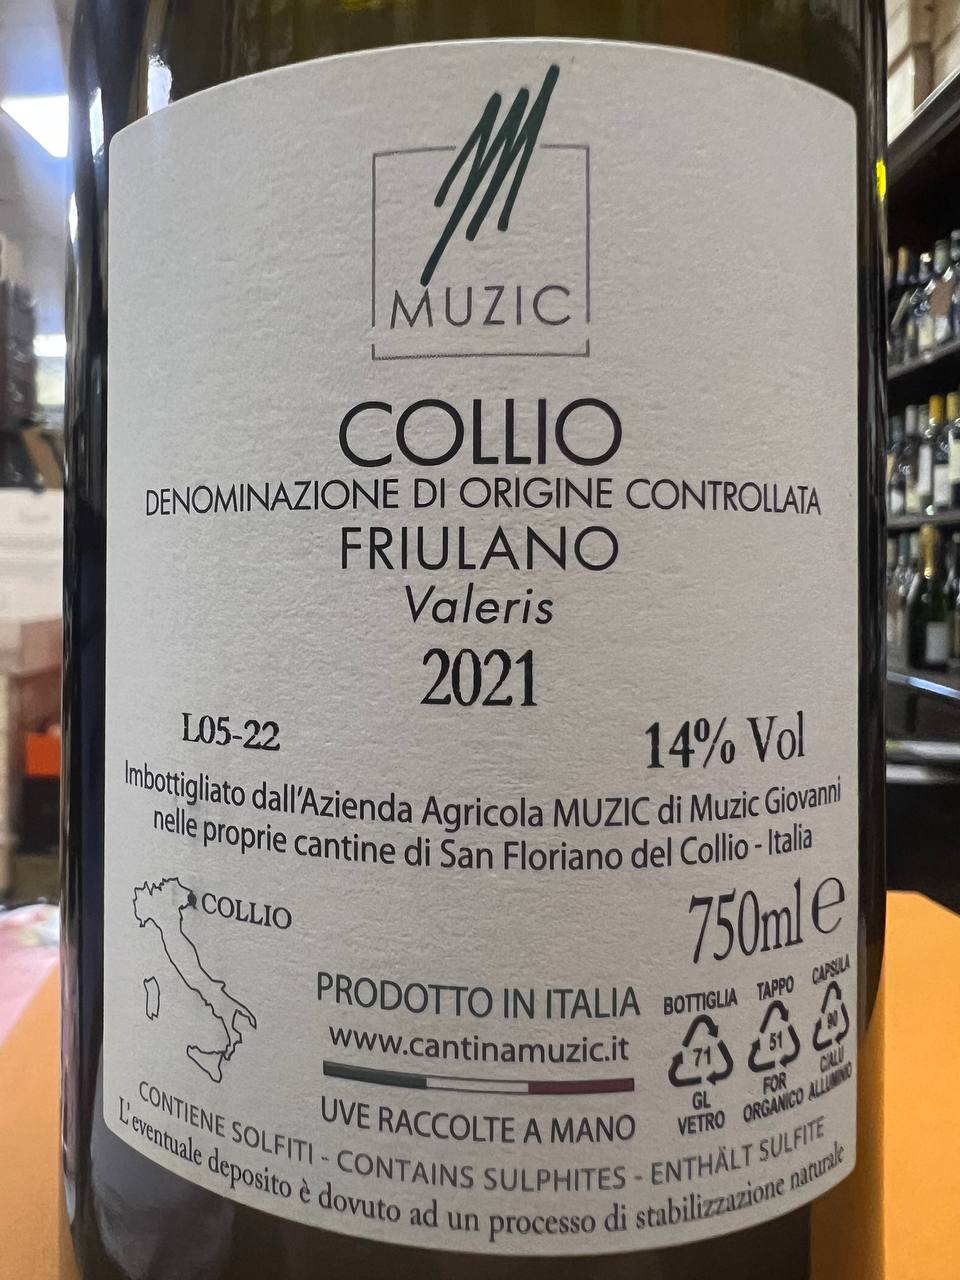 MUZIC
COLLIO
DENOMINAZIONE DI ORIGINE CONTROLLATA
FRIULANO
Valeris
2021
L05-22
14% Vol
Imbottigliato dall'Azienda Agricola MUZIC di Muzic Giovanni
nelle proprie cantine di San Floriano del Collio - Italia
COLLIO
750ml e
PRODOTTO IN ITALIA
www.cantinamuzic.it
UVE RACCOLTE A MANO
BOTTIGLIA
71
GL
VETRO
TAPPO
51
FOR
ORGANICO
CAPSULA
90
C/ALU
ALLUMINIO
CONTIENE SOLFITI - CONTAINS SULPHITES - ENTHÄLT SULFITE
L'eventuale deposito è dovuto ad un processo di stabilizzazione naturale